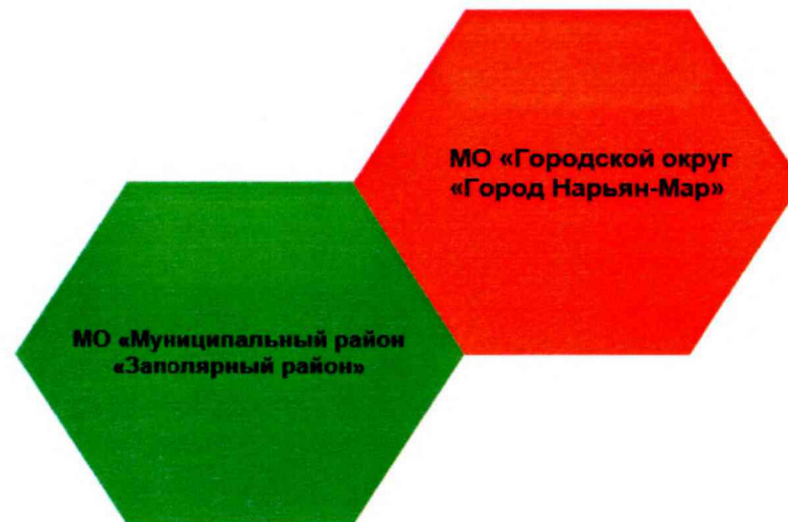 МО «Городской округ
«Город Нарьян-Мар»
МО «Муниципальный район
«Заполярный район»